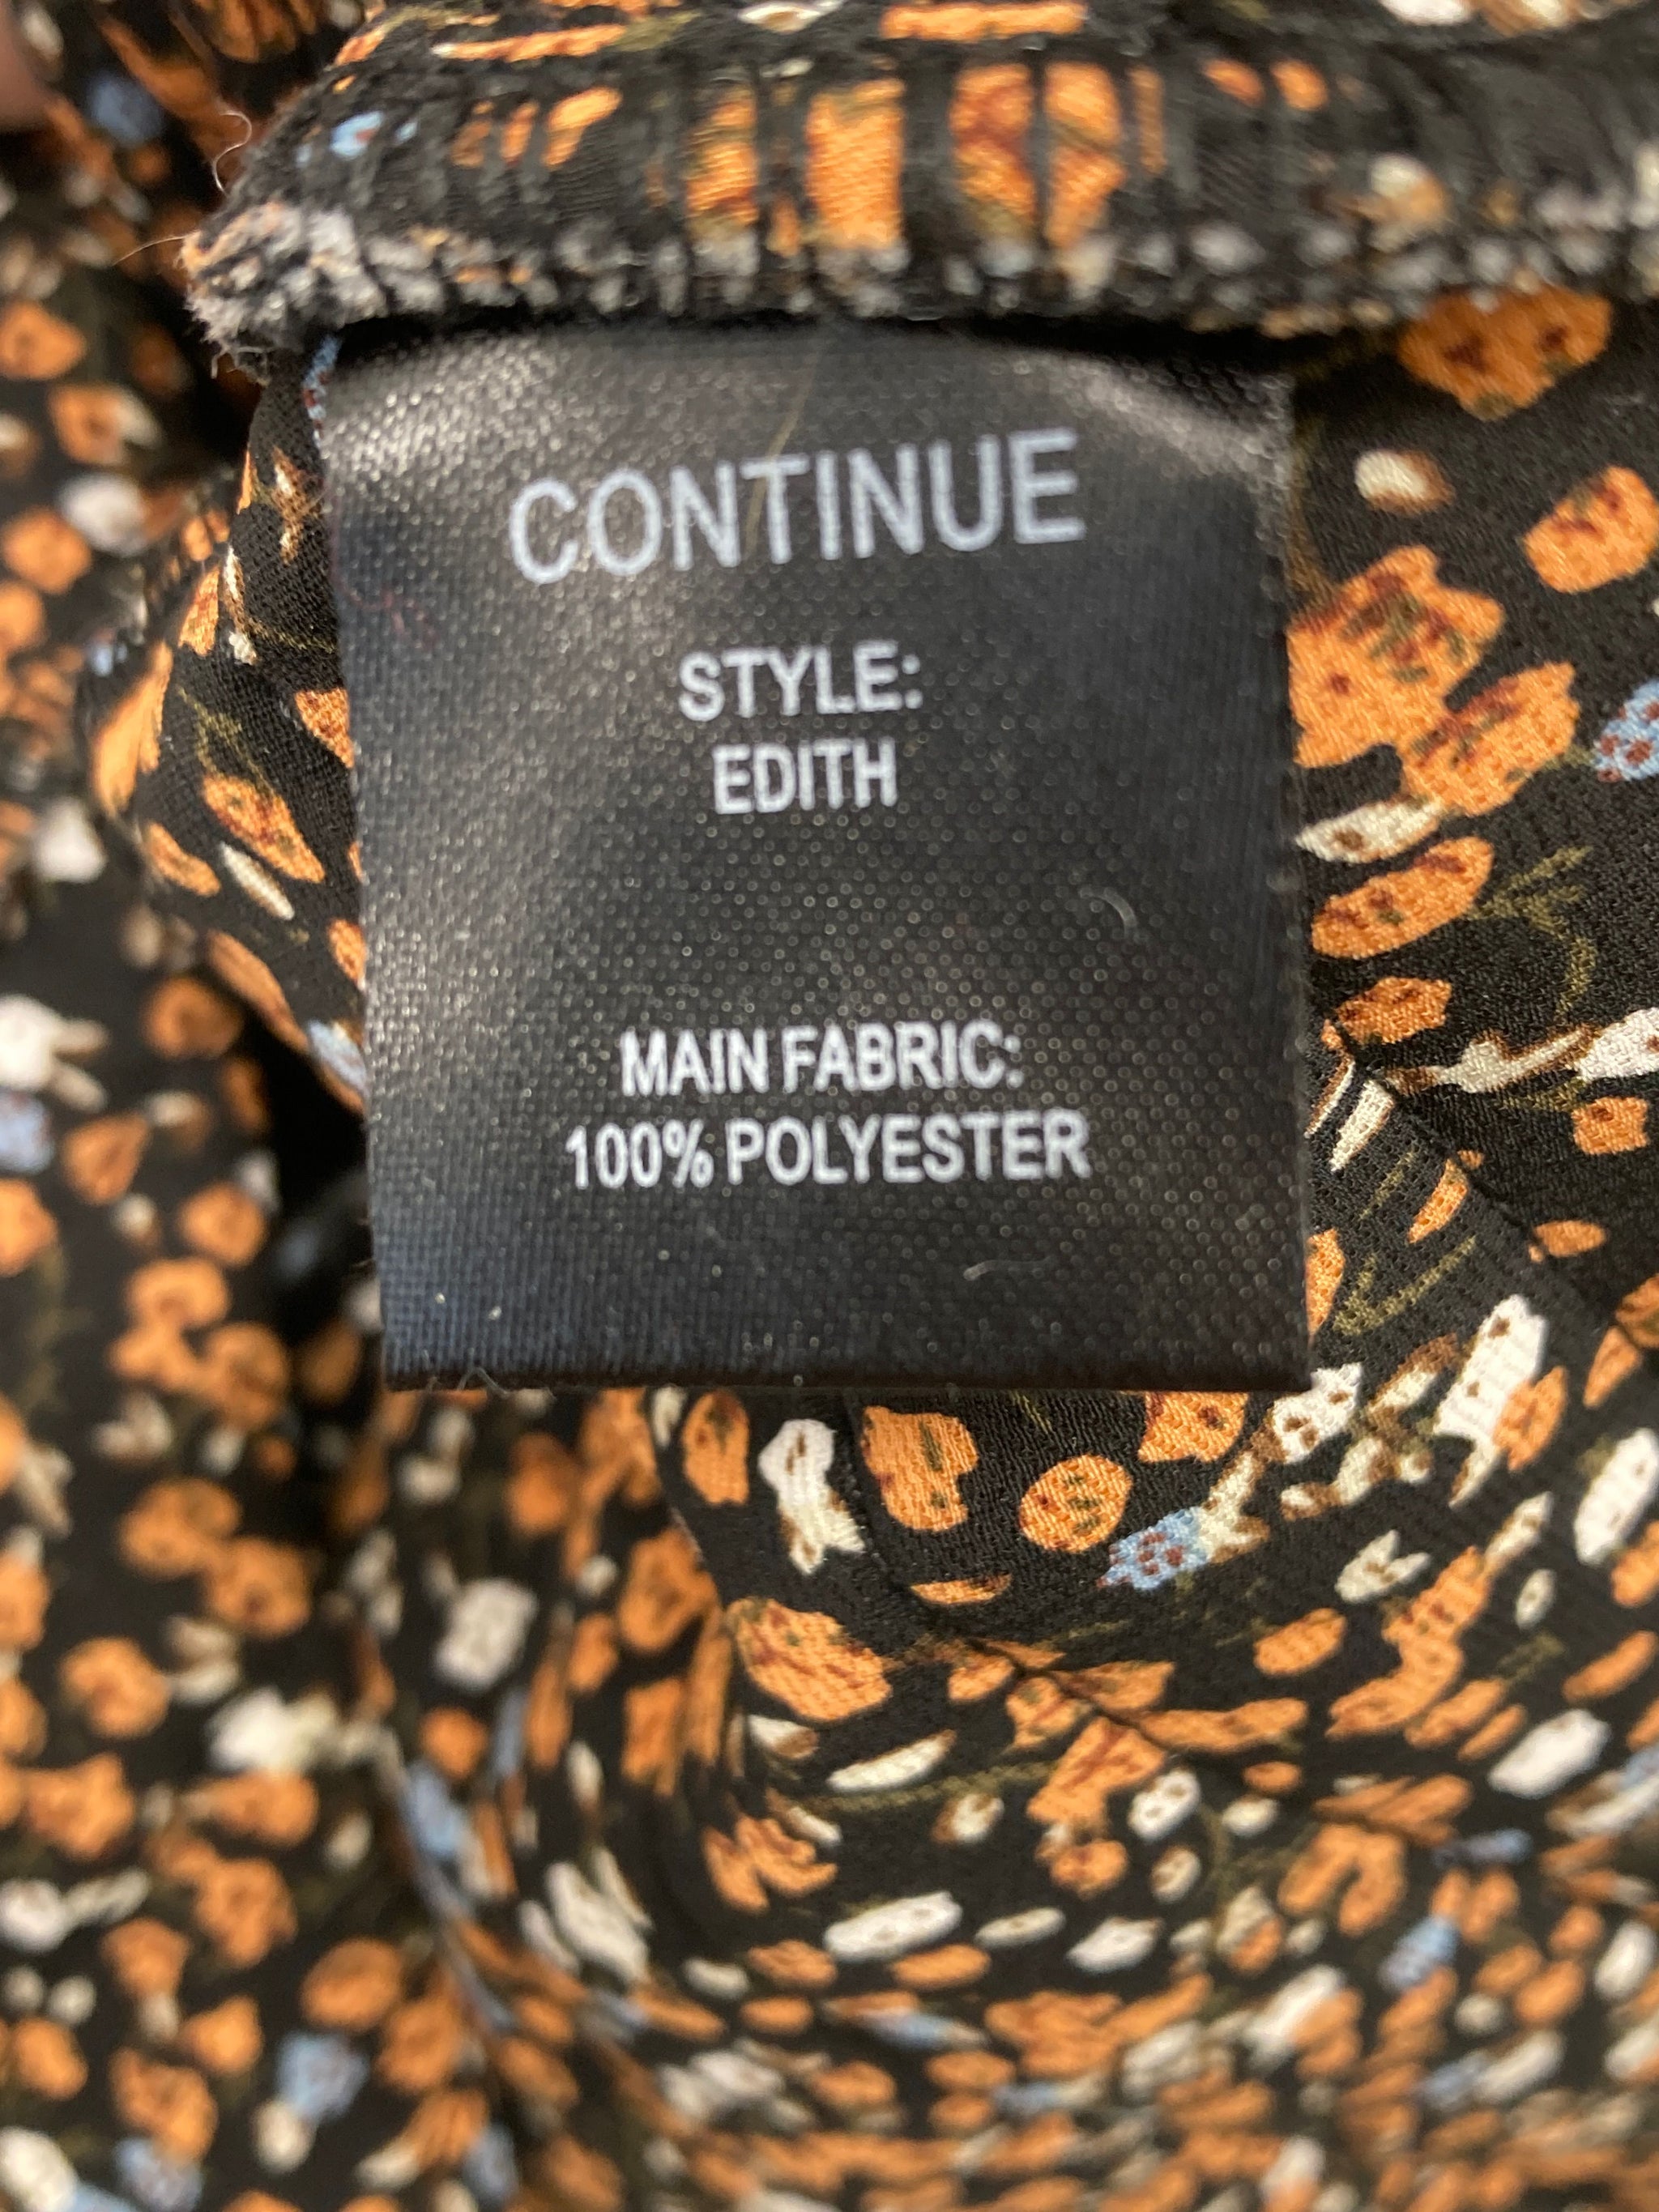 CONTINUE
STYLE:
EDITH
MAIN FABRIC:
100% POLYESTER